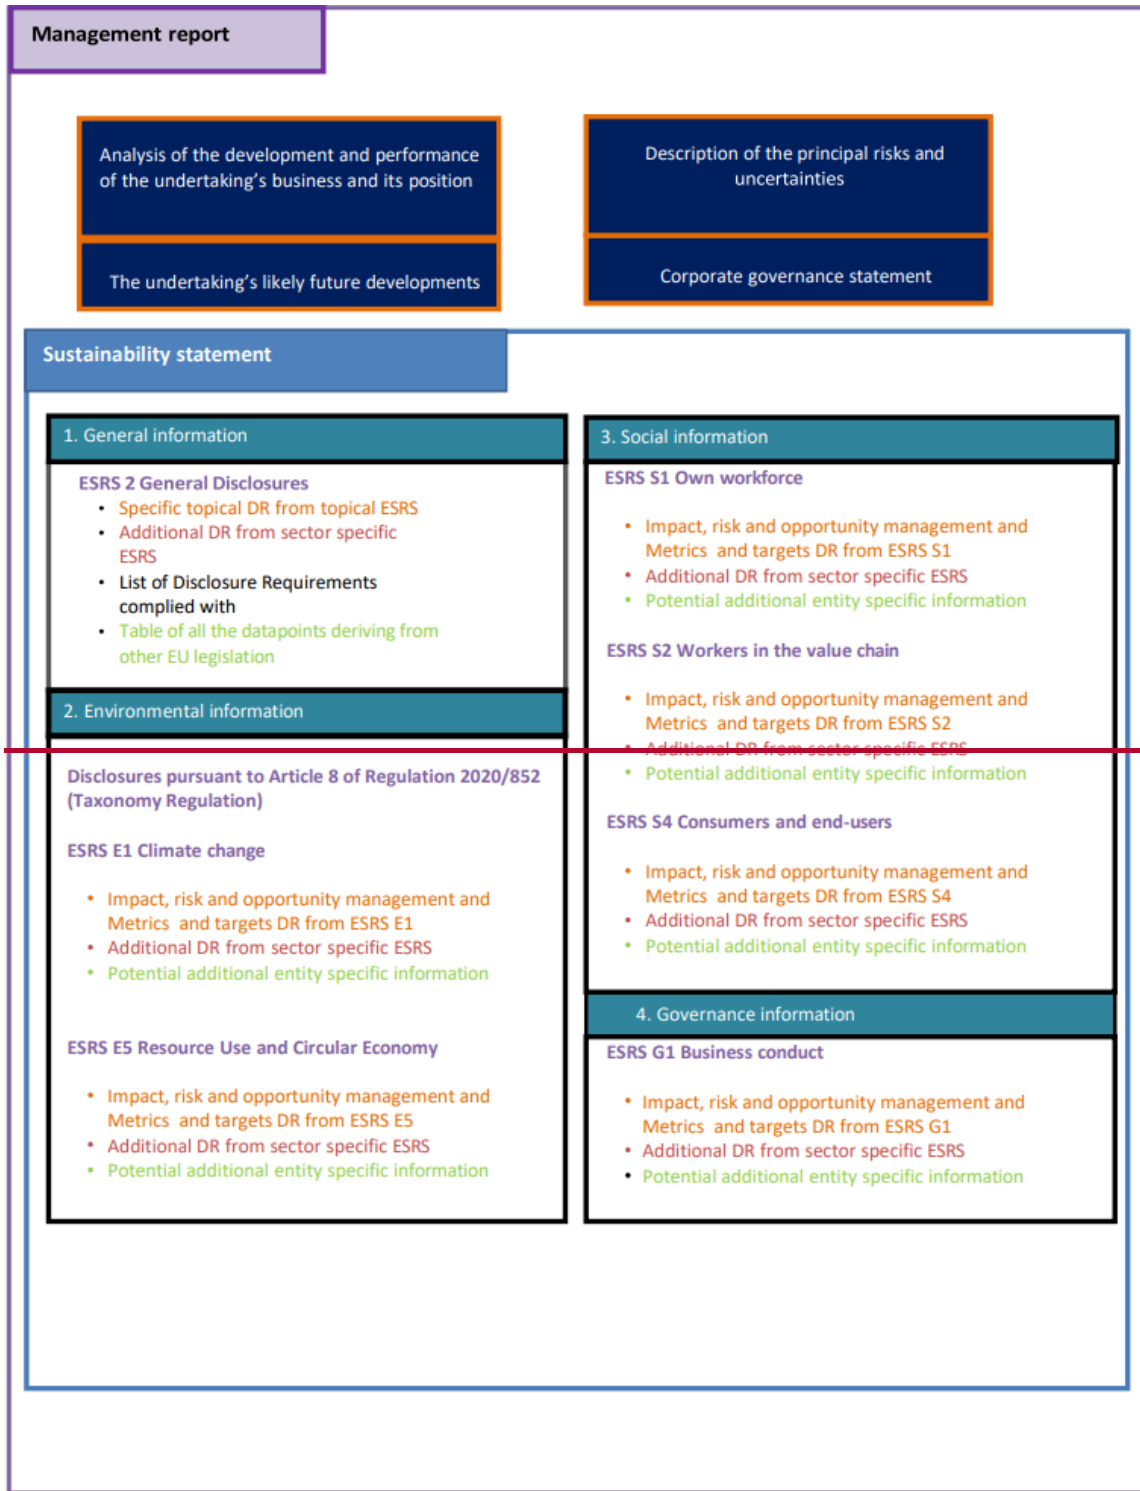 Management report
Analysis of the development and performance
of the undertaking's business and its position
The undertaking's likely future developments
Description of the principal risks and
uncertainties
Corporate governance statement
Sustainability statement
1. General information
ESRS 2 General Disclosures
• Specific topical DR from topical ESRS
• Additional DR from sector specific
ESRS
• List of Disclosure Requirements
complied with
• Table of all the datapoints deriving from
other EU legislation
2. Environmental information
Disclosures pursuant to Article 8 of Regulation 2020/852
(Taxonomy Regulation)
ESRS E1 Climate change
• Impact, risk and opportunity management and
Metrics and targets DR from ESRS E1
• Additional DR from sector specific ESRS
• Potential additional entity specific information
ESRS E5 Resource Use and Circular Economy
• Impact, risk and opportunity management and
Metrics and targets DR from ESRS E5
• Additional DR from sector specific ESRS
• Potential additional entity specific information
3. Social information
ESRS S1 Own workforce
• Impact, risk and opportunity management and
Metrics and targets DR from ESRS S1
• Additional DR from sector specific ESRS
• Potential additional entity specific information
ESRS S2 Workers in the value chain
• Impact, risk and opportunity management and
Metrics and targets DR from ESRS S2
• Additional DR from sector specific ESRS
• Potential additional entity specific information
ESRS S4 Consumers and end-users
• Impact, risk and opportunity management and
Metrics and targets DR from ESRS S4
• Additional DR from sector specific ESRS
• Potential additional entity specific information
4. Governance information
ESRS G1 Business conduct
• Impact, risk and opportunity management and
Metrics and targets DR from ESRS G1
• Additional DR from sector specific ESRS
• Potential additional entity specific information